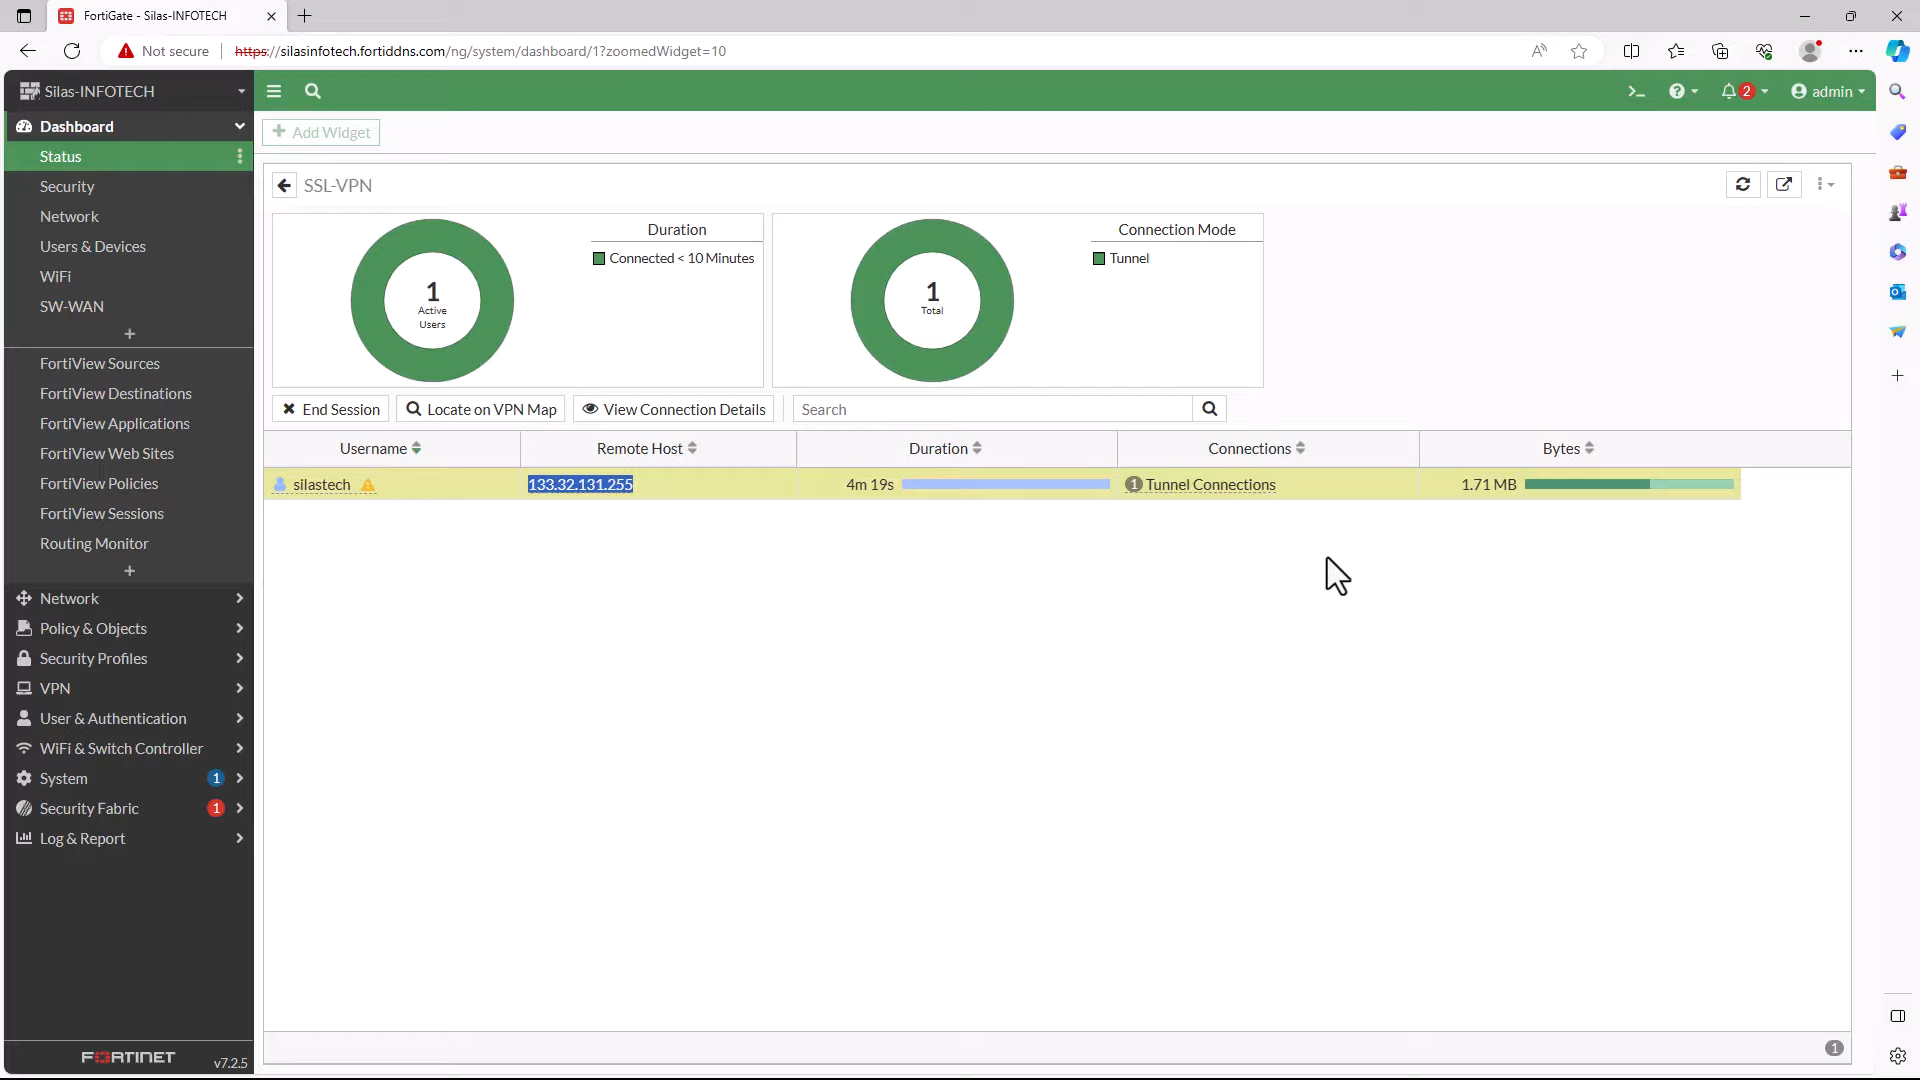 FortiGate - Silas-INFOTECH
Not secure
https://silasinfotech.fortiddns.com/ng/system/dashboard/1?zoomedWidget=10
Silas-INFOTECH
2
admin
Dashboard
Add Widget
Status
Security
Network
Users & Devices
WiFi
SW-WAN
FortiView Sources
FortiView Destinations
FortiView Applications
FortiView Web Sites
FortiView Policies
FortiView Sessions
Routing Monitor
Network
Policy & Objects
Security Profiles
VPN
User & Authentication
WiFi & Switch Controller
System 1
Security Fabric 1
Log & Report
FORTINET v7.2.5
SSL-VPN
1
Active
Users
Duration
Connected < 10 Minutes
1
Total
Connection Mode
Tunnel
End Session Locate on VPN Map View Connection Details Search
Username Remote Host Duration Connections Bytes
silastech 133.32.131.255 4m 19s 1 Tunnel Connections 1.71 MB
1